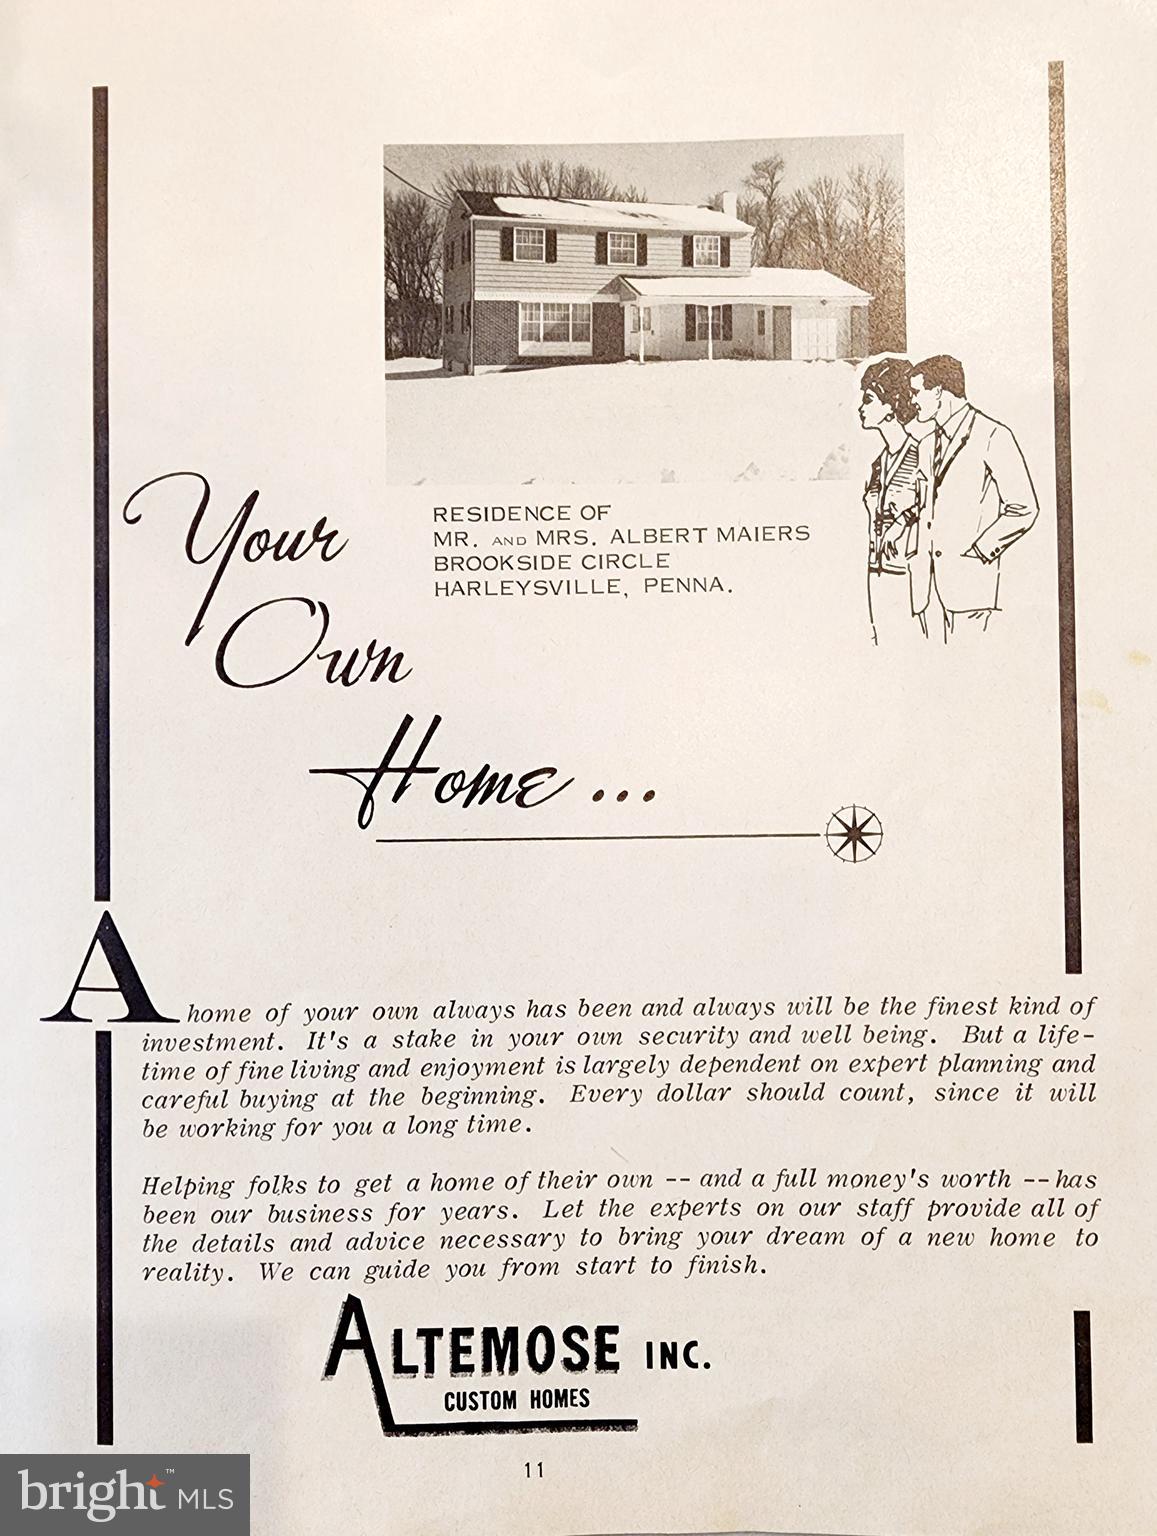 RESIDENCE OF
MR. AND MRS. ALBERT MAIERS
BROOKSIDE CIRCLE
HARLEYSVILLE, PENNA.
Your
Own
Home ...
A home of your own always has been and always will be the finest kind of
investment. It's a stake in your own security and well being. But a life-
time of fine living and enjoyment is largely dependent on expert planning and
careful buying at the beginning. Every dollar should count, since it will
be working for you a long time.
Helping folks to get a home of their own -- and a full money's worth -- has
been our business for years. Let the experts on our staff provide all of
the details and advice necessary to bring your dream of a new home to
reality. We can guide you from start to finish.
ALTEMOSE INC.
CUSTOM HOMES
11
bright™ MLS